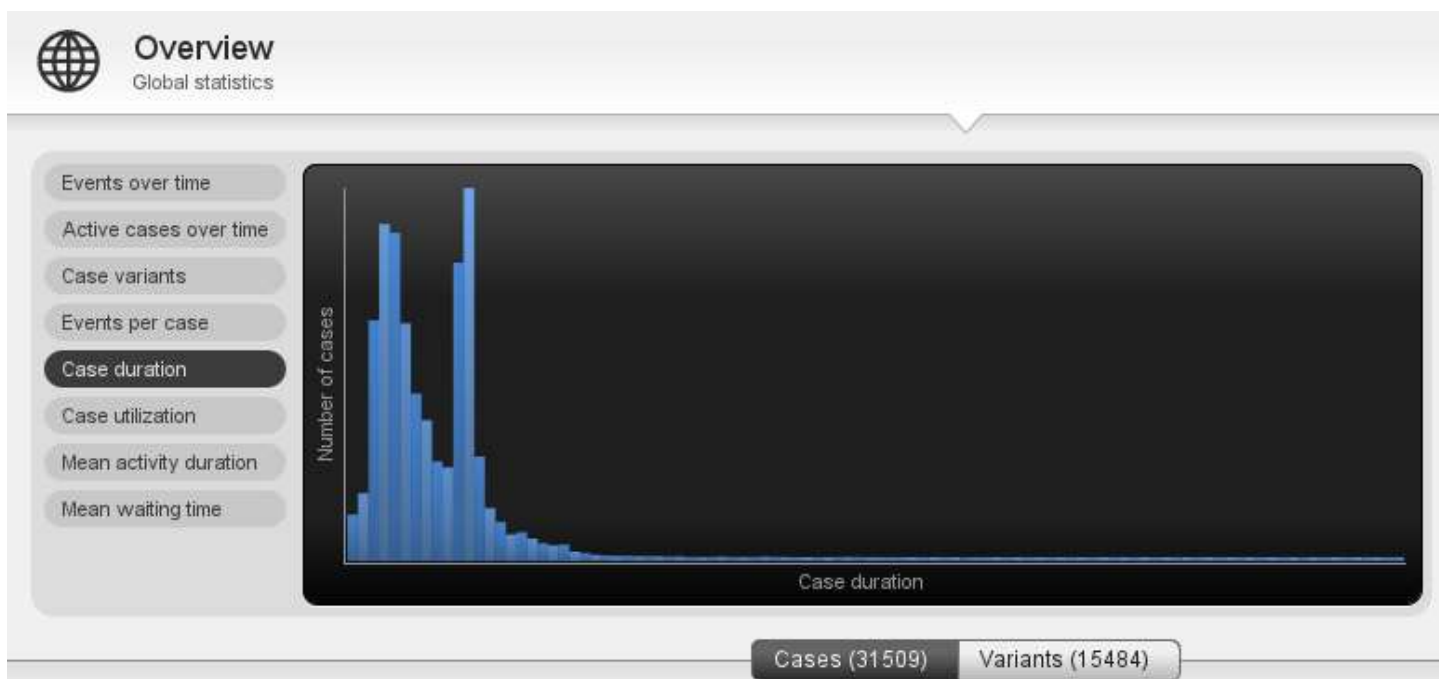 Overview
Global statistics
Events over time
Active cases over time
Case variants
Events per case
Case duration
Case utilization
Mean activity duration
Mean waiting time
Number of cases
Case duration
Cases (31509)
Variants (15484)